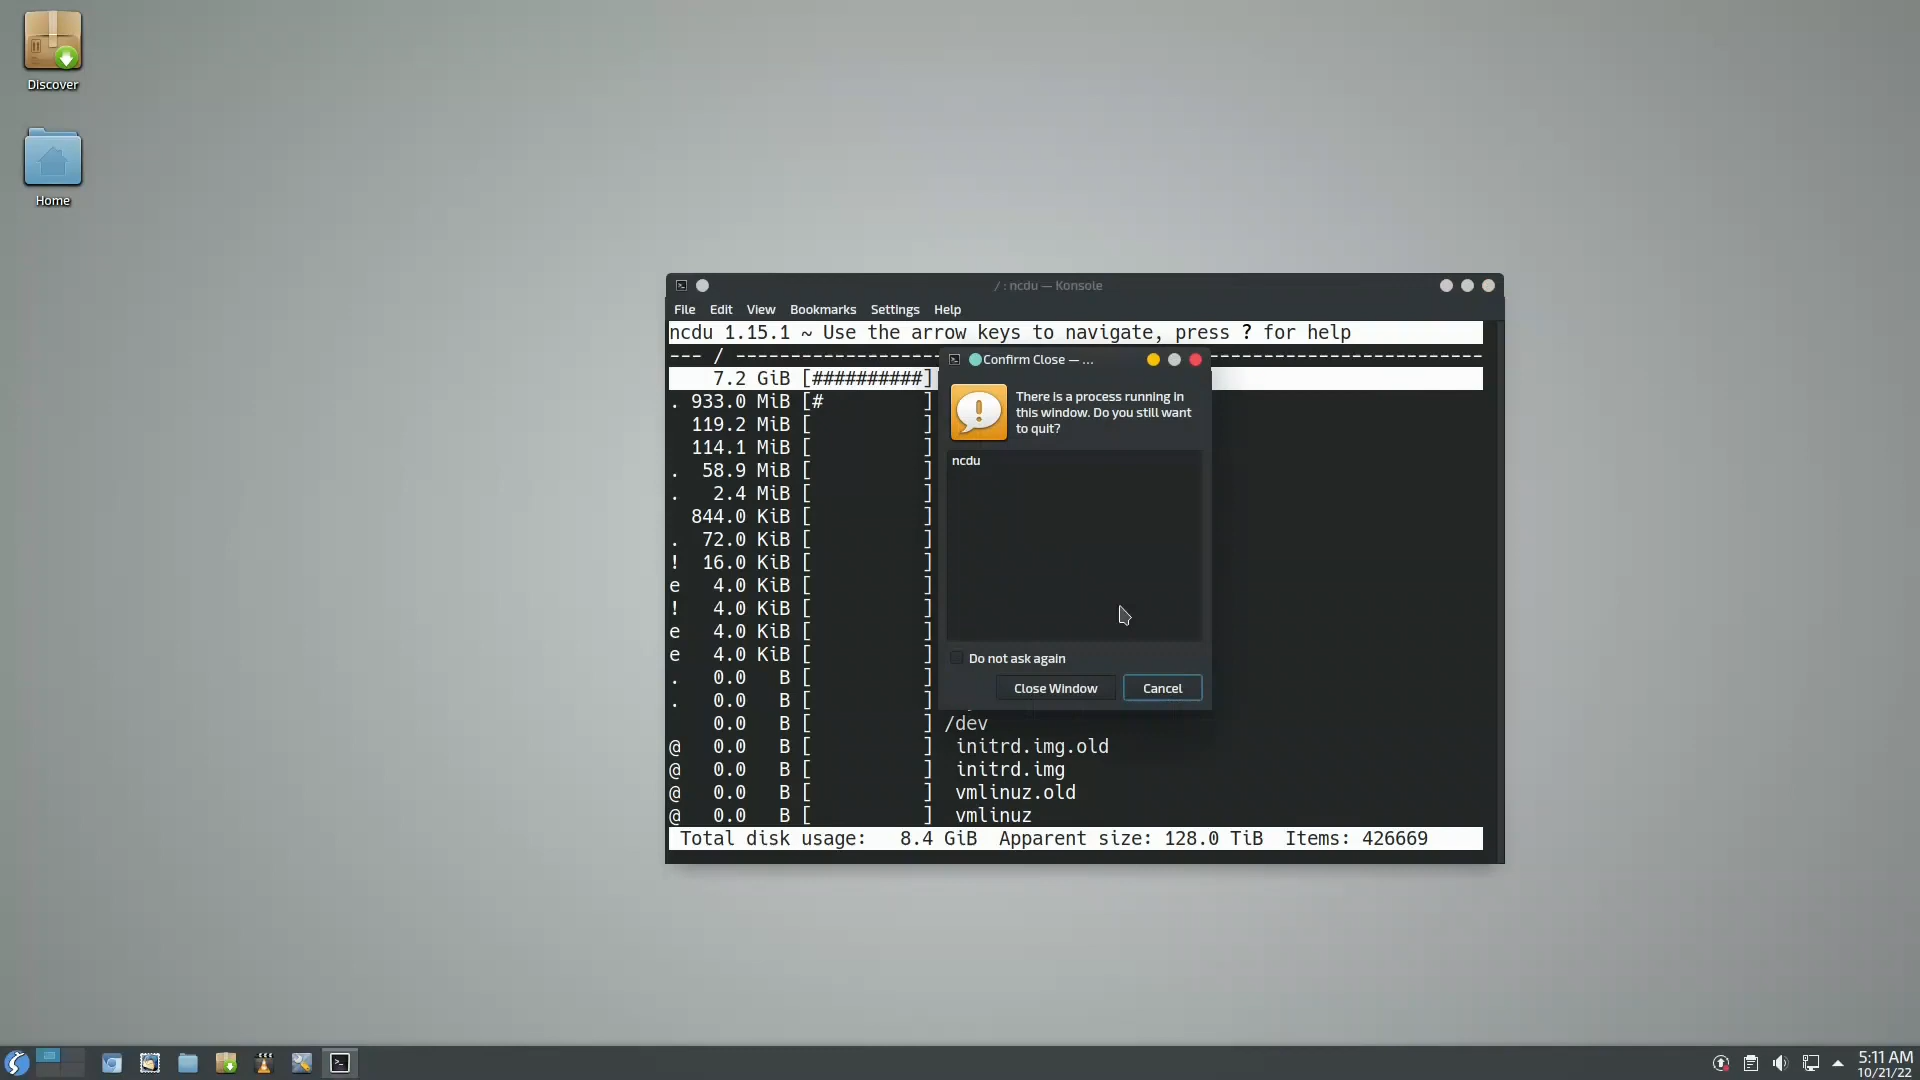 Discover
Home
/ : ncdu — Konsole
File Edit View Bookmarks Settings Help
ncdu 1.15.1 ~ Use the arrow keys to navigate, press ? for help
--- / ----------------------------------------------------------------------
7.2 GiB [##########]
. 933.0 MiB [#         ]
119.2 MiB [          ]
114.1 MiB [          ]
. 58.9 MiB [          ]
. 2.4 MiB [          ]
844.0 KiB [          ]
. 72.0 KiB [          ]
! 16.0 KiB [          ]
e 4.0 KiB [          ]
! 4.0 KiB [          ]
e 4.0 KiB [          ]
e 4.0 KiB [          ]
. 0.0   B [          ]
. 0.0   B [          ]
0.0   B [          ] /dev
@ 0.0   B [          ]  initrd.img.old
@ 0.0   B [          ]  initrd.img
@ 0.0   B [          ]  vmlinuz.old
@ 0.0   B [          ]  vmlinuz
Total disk usage:   8.4 GiB  Apparent size: 128.0 TiB  Items: 426669
Confirm Close — ...
There is a process running in
this window. Do you still want
to quit?
ncdu
Do not ask again
Close Window Cancel
5:11 AM
10/21/22